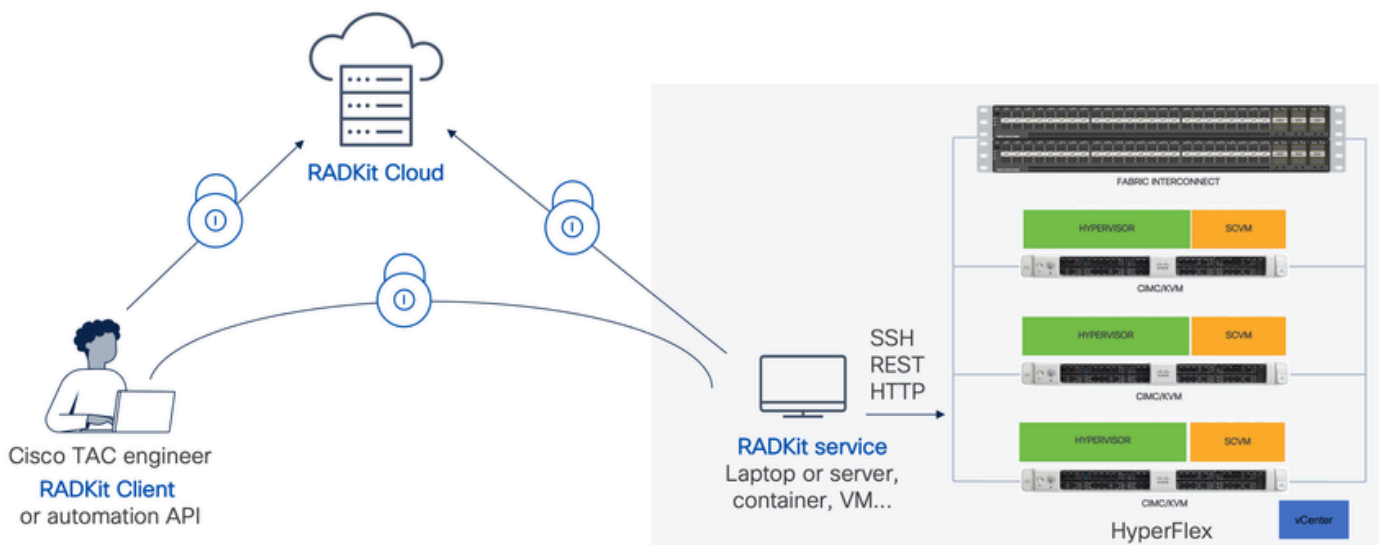 RADKit Cloud
FABRIC INTERCONNECT
HYPERVISOR
SCVM
CIMC/KVM
HYPERVISOR
SCVM
CIMC/KVM
HYPERVISOR
SCVM
CIMC/KVM
HyperFlex
vCenter
SSH
REST
HTTP
RADKit service
Laptop or server,
container, VM...
Cisco TAC engineer
RADKit Client
or automation API